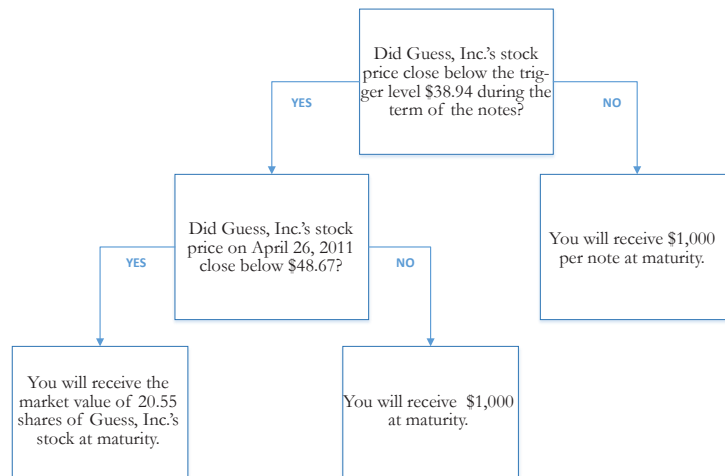 Did Guess, Inc.'s stock
price close below the trig-
ger level $38.94 during the
term of the notes?
YES
NO
Did Guess, Inc.'s stock
price on April 26, 2011
close below $48.67?
You will receive $1,000
per note at maturity.
YES
NO
You will receive the
market value of 20.55
shares of Guess, Inc.'s
stock at maturity.
You will receive $1,000
at maturity.